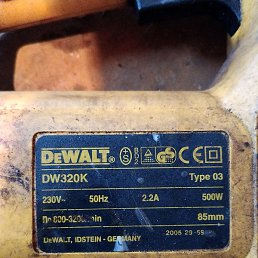 DEWALT
DW320K Type 03
230V~ 50Hz 2.2A 500W
85mm
DEWALT, IDSTEIN - GERMANY